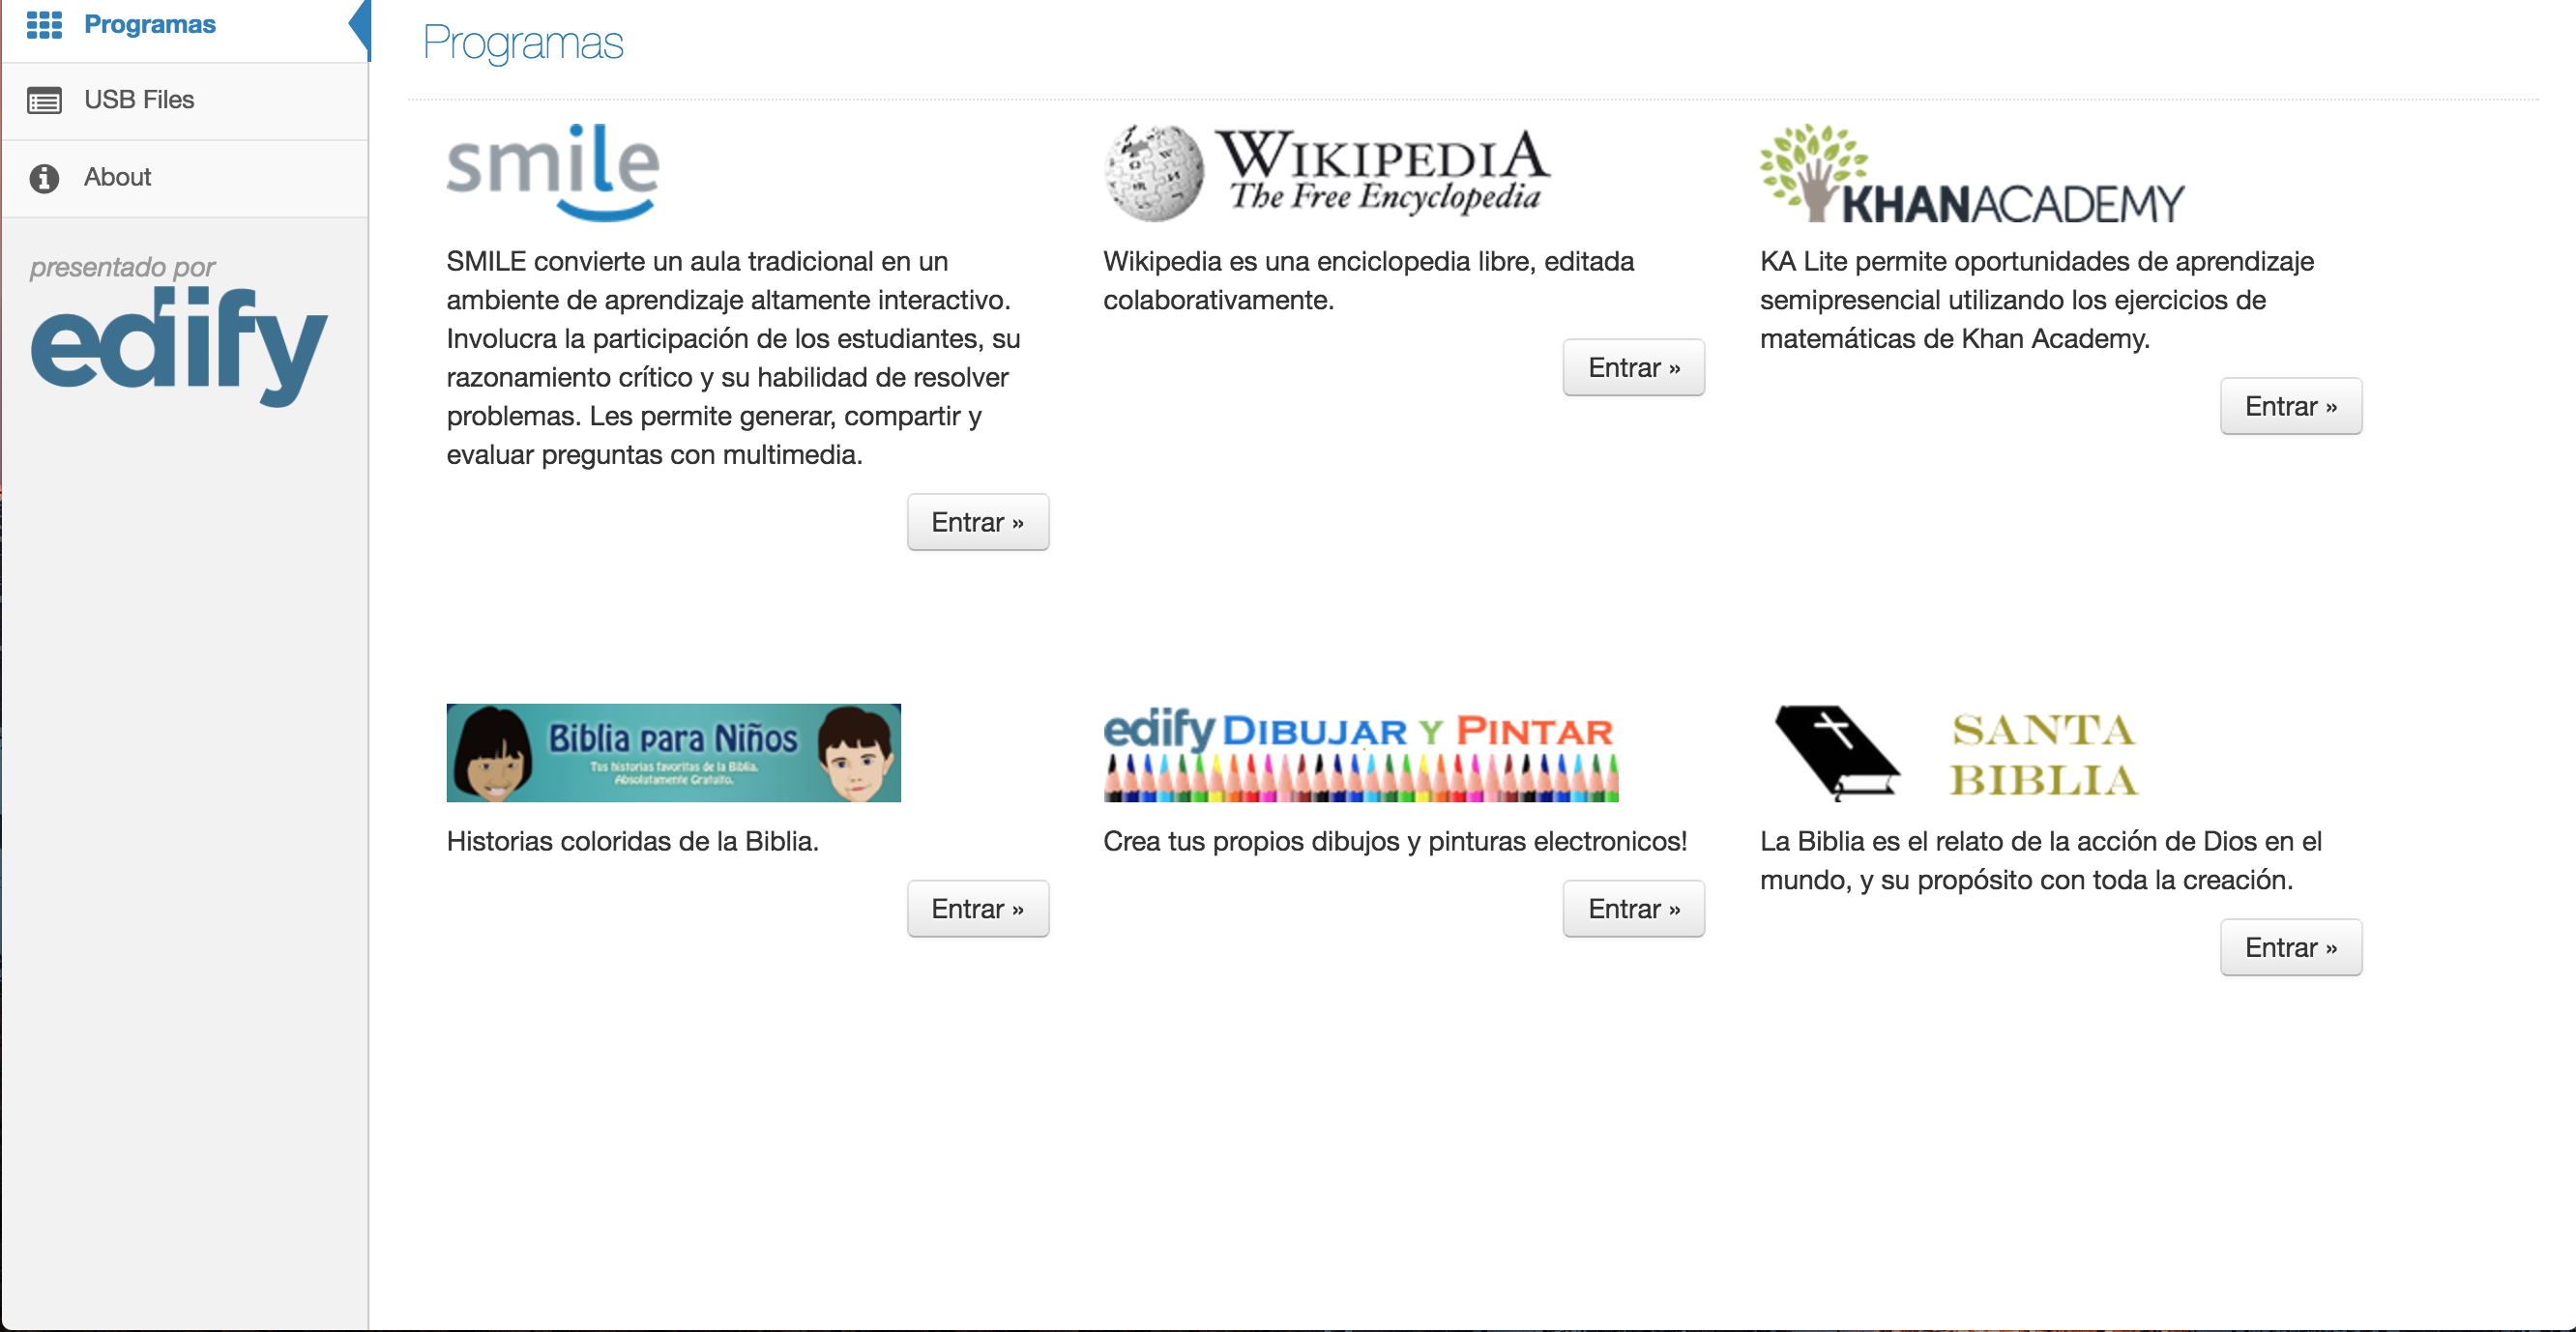 Programas
USB Files
About
presentado por
edify
Programas
smile
SMILE convierte un aula tradicional en un
ambiente de aprendizaje altamente interactivo.
Involucra la participación de los estudiantes, su
razonamiento crítico y su habilidad de resolver
problemas. Les permite generar, compartir y
evaluar preguntas con multimedia.
Entrar »
WIKIPEDIA
The Free Encyclopedia
Wikipedia es una enciclopedia libre, editada
colaborativamente.
Entrar »
KHANACADEMY
KA Lite permite oportunidades de aprendizaje
semipresencial utilizando los ejercicios de
matemáticas de Khan Academy.
Entrar »
Biblia para Niños
Tus historias favoritas de la Biblia.
Absolutamente Gratuito.
Historias coloridas de la Biblia.
Entrar »
edify DIBUJAR Y PINTAR
Crea tus propios dibujos y pinturas electronicos!
Entrar »
SANTA
BIBLIA
La Biblia es el relato de la acción de Dios en el
mundo, y su propósito con toda la creación.
Entrar »